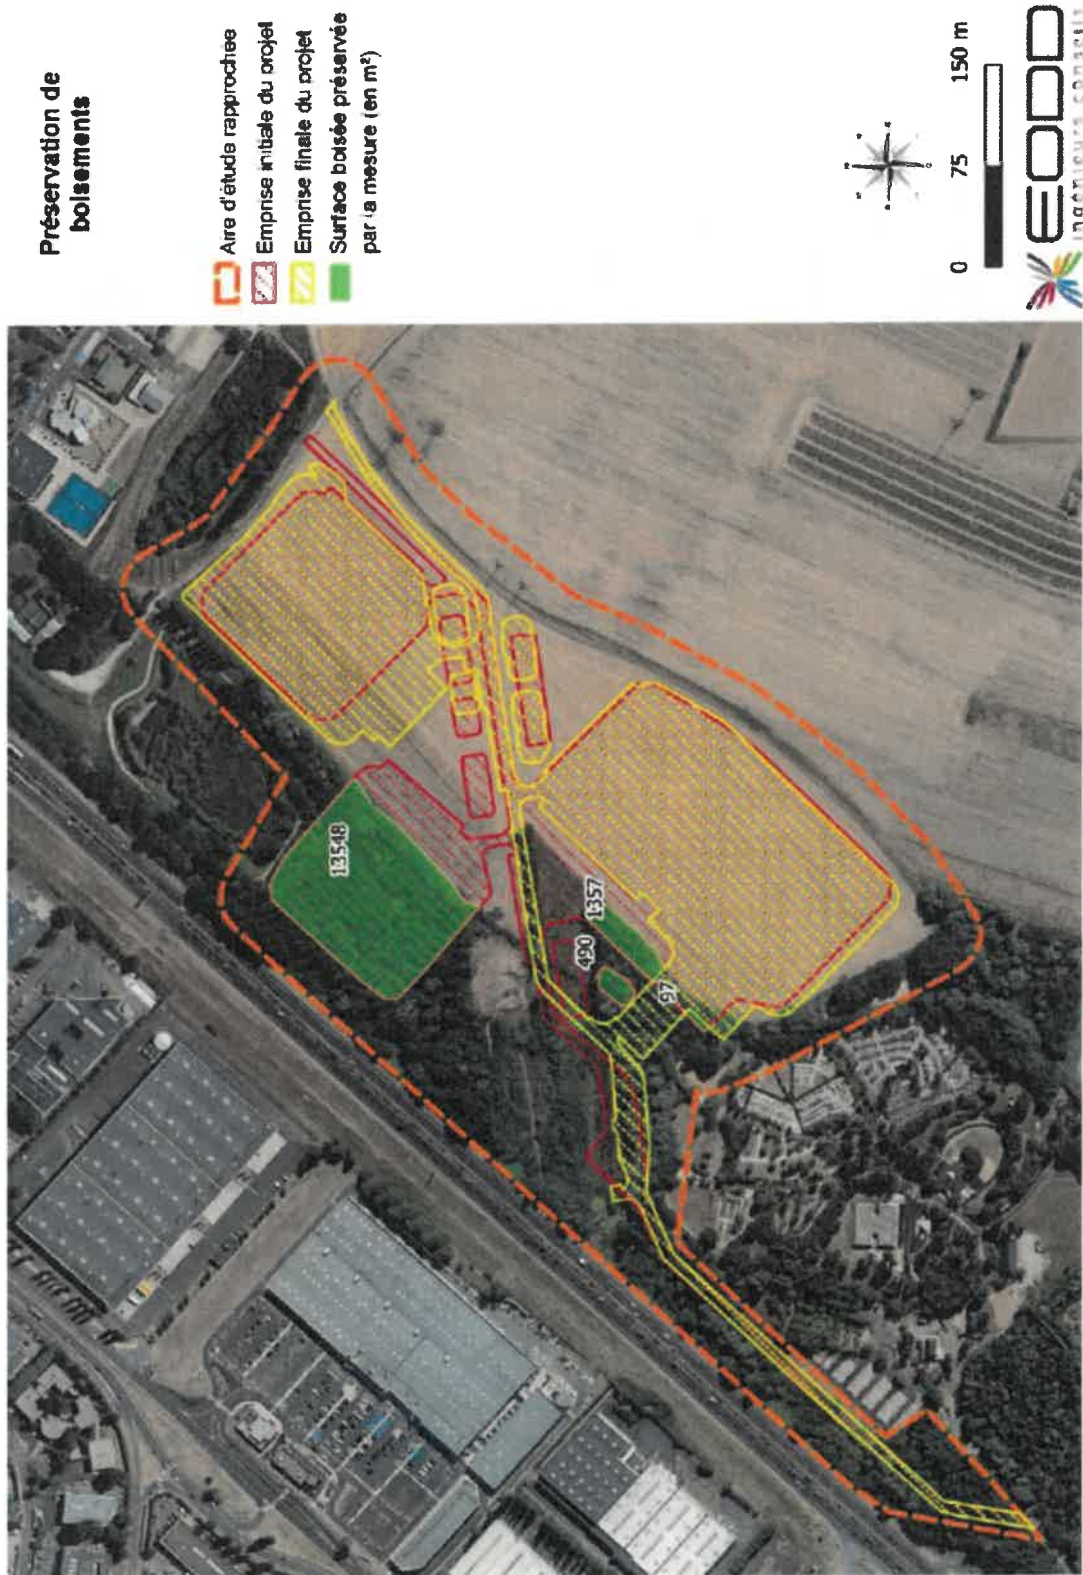 Préservation de
boisements
Aire d'étude rapprochée
Emprise initiale du projet
Emprise finale du projet
Surface boisée préservée
par la mesure (en m²)
13548
1357
490
97
0 75 150 m
EODD
ingénieurs conseils